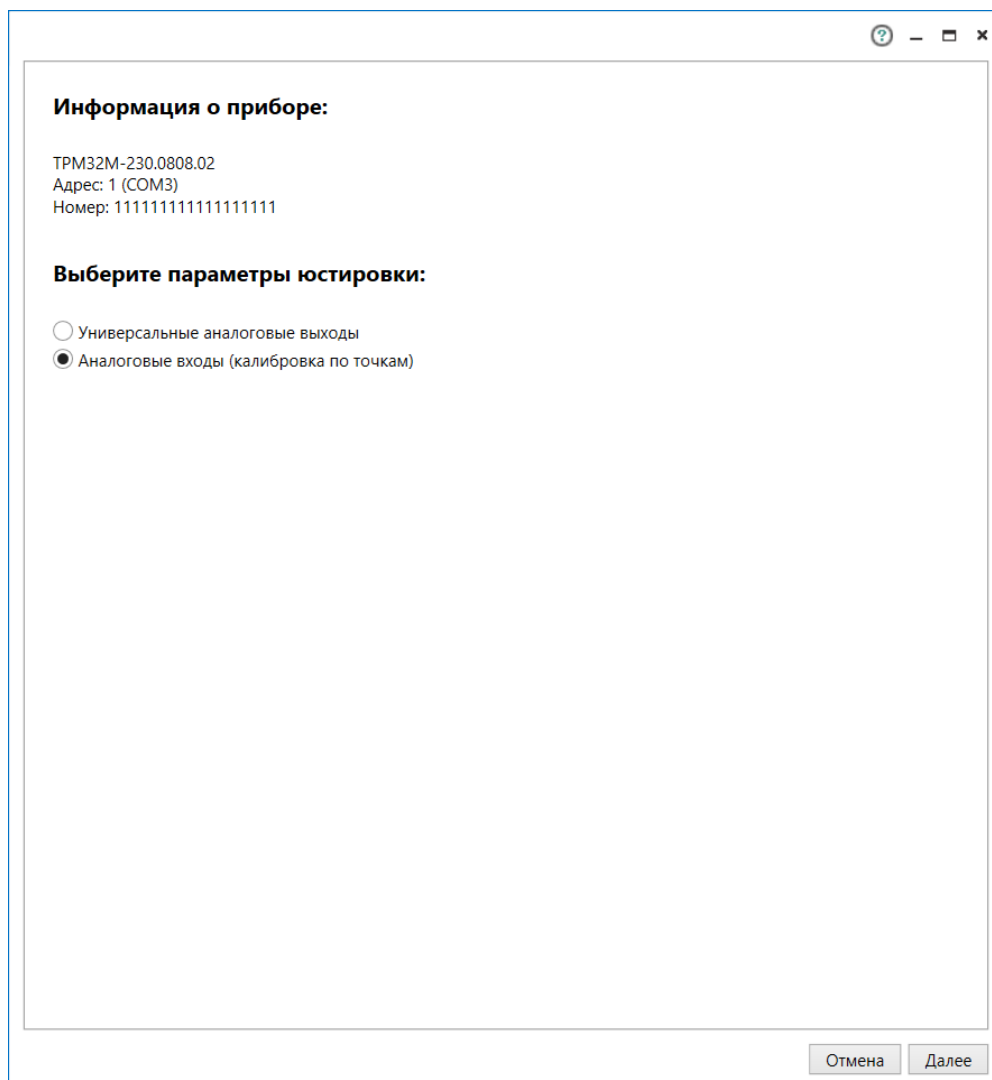 Информация о приборе:
ТРМ32М-230.0808.02
Адрес: 1 (COM3)
Номер: 111111111111111111
Выберите параметры юстировки:
Универсальные аналоговые выходы
Аналоговые входы (калибровка по точкам)
Отмена Далее